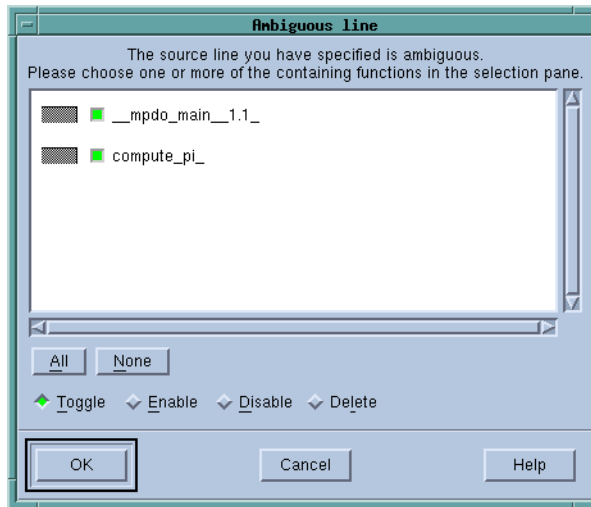 Ambiguous line
The source line you have specified is ambiguous.
Please choose one or more of the containing functions in the selection pane.
__mpdo_main__1.1_
compute_pi_
All None
Toggle Enable Disable Delete
OK Cancel Help